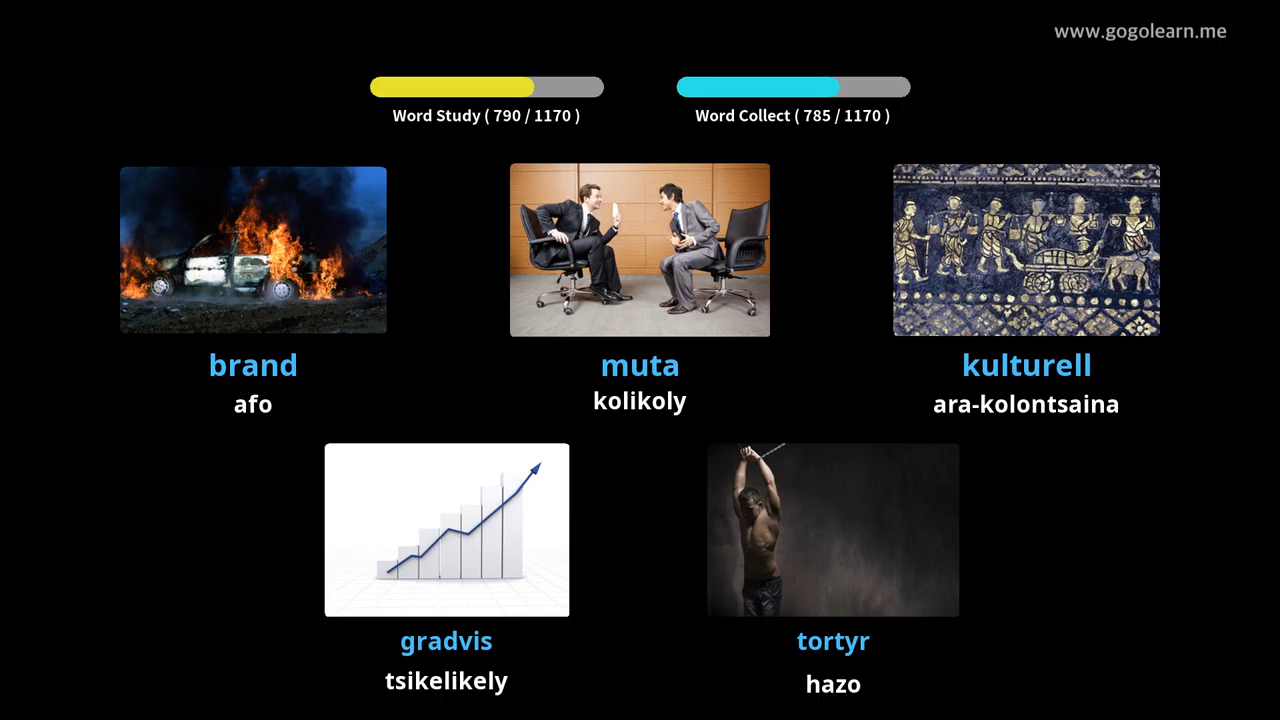 www.gogolearn.me
Word Study ( 790 / 1170 )
Word Collect ( 785 / 1170 )
brand
muta
kulturell
afo
kolikoly
ara-kolontsaina
gradvis
tortyr
tsikelikely
hazo